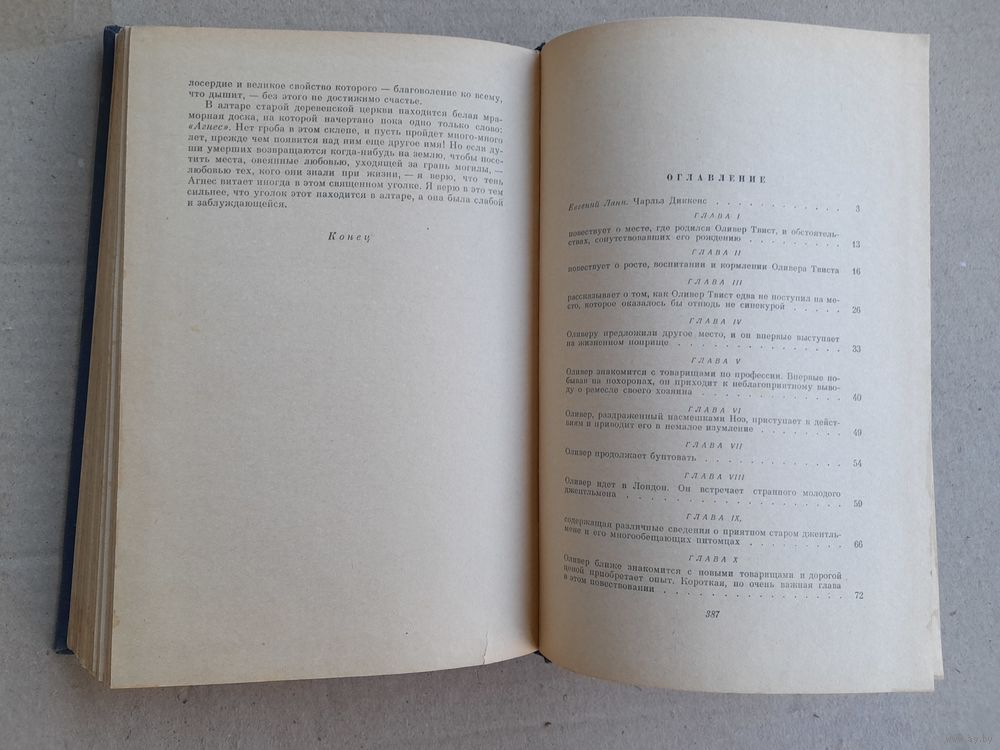 лосердие и великое свойство которого — благоволение ко всему,
что дышит, — без этого не достижимо счастье.
В алтаре старой деревенской церкви находится белая мра-
морная доска, на которой начертано пока одно только слово:
«Агнес». Нет гроба в этом склепе, и пусть пройдет много-много
лет, прежде чем появится над ним еще другое имя! Но если ду-
ши умерших возвращаются когда-нибудь на землю, чтобы посе-
тить места, овеянные любовью, уходящей за грань могилы, —
любовью тех, кого они знали при жизни, — я верю, что тень
Агнес витает иногда в этом священном уголке. Я верю в это тем
сильнее, что уголок этот находится в алтаре, а она была слабой
и заблуждающейся.
Конец
ОГЛАВЛЕНИЕ
Евгений Ланн. Чарльз Диккенс . . . . . . . . . . . . 3
ГЛАВА I
повествует о месте, где родился Оливер Твист, и обстоятель-
ствах, сопутствовавших его рождению . . . . . . . . 13
ГЛАВА II
повествует о росте, воспитании и кормлении Оливера Твиста 16
ГЛАВА III
рассказывает о том, как Оливер Твист едва не поступил на ме-
сто, которое оказалось бы отнюдь не синекурой . . . . . 26
ГЛАВА IV
Оливеру предложили другое место, и он впервые выступает
на жизненном поприще . . . . . . . . . . . . . . 33
ГЛАВА V
Оливер знакомится с товарищами по профессии. Впервые по-
бывав на похоронах, он приходит к неблагоприятному выво-
ду о ремесле своего хозяина . . . . . . . . . . . . 40
ГЛАВА VI
Оливер, раздраженный насмешками Ноэ, приступает к дейст-
виям и приводит его в немалое изумление . . . . . . . 49
ГЛАВА VII
Оливер продолжает бунтовать . . . . . . . . . . . . 54
ГЛАВА VIII
Оливер идет в Лондон. Он встречает странного молодого
джентльмена . . . . . . . . . . . . . . . . . 59
ГЛАВА IX,
содержащая различные сведения о приятном старом джентль-
мене и его многообещающих питомцах . . . . . . . . 66
ГЛАВА X
Оливер ближе знакомится с новыми товарищами и дорогой
ценой приобретает опыт. Короткая, но очень важная глава
в этом повествовании . . . . . . . . . . . . . . 72
387